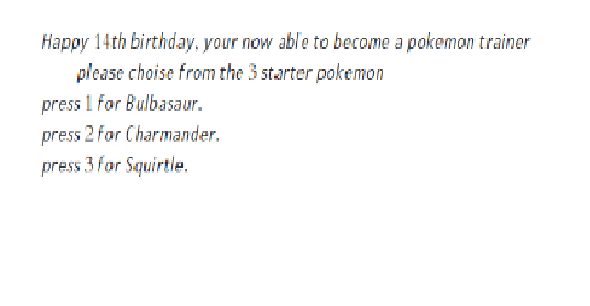 Happy 14th birthday, your now able to become a pokemon trainer
please choise from the 3 starter pokemon
press 1 for Bulbasaur.
press 2 for Charmander.
press 3 for Squirtle.